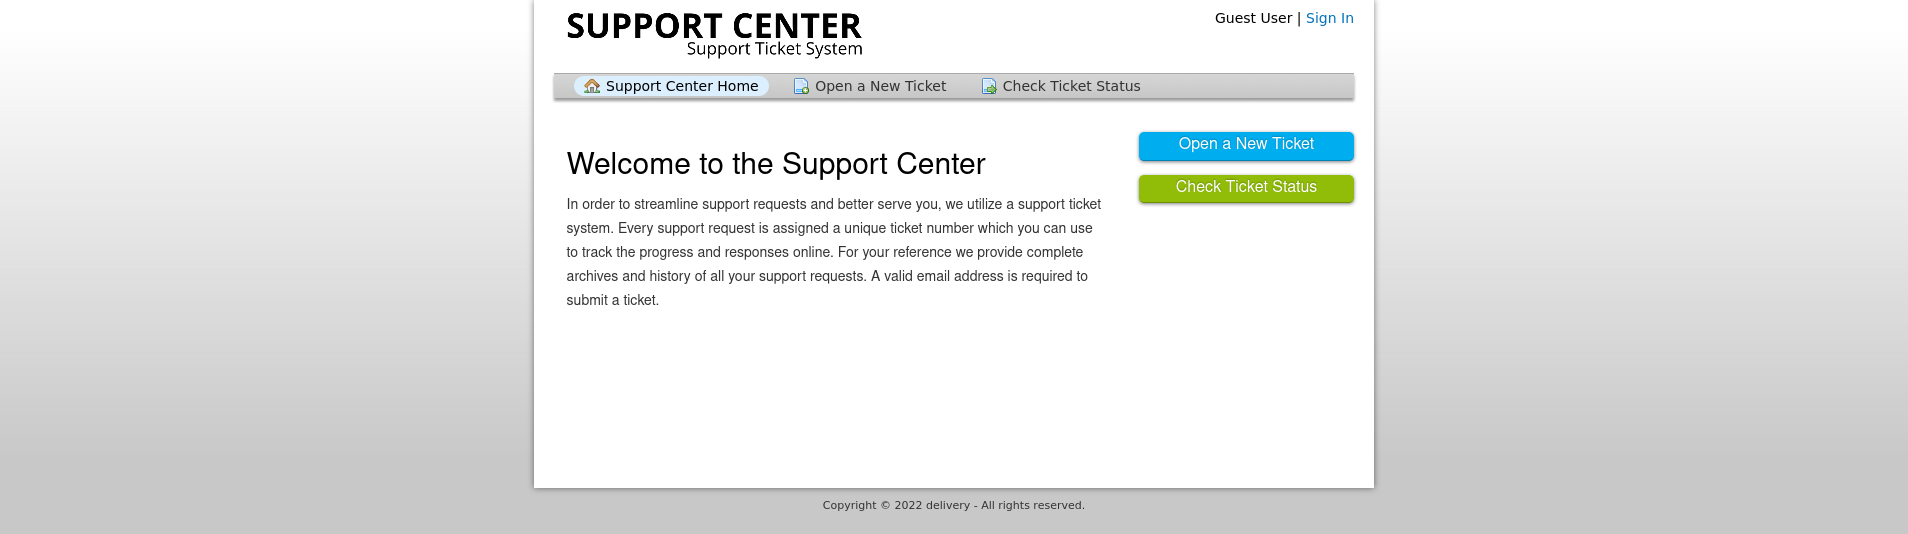 SUPPORT CENTER
Support Ticket System
Guest User | Sign In
Support Center Home
Open a New Ticket
Check Ticket Status
Welcome to the Support Center
In order to streamline support requests and better serve you, we utilize a support ticket
system. Every support request is assigned a unique ticket number which you can use
to track the progress and responses online. For your reference we provide complete
archives and history of all your support requests. A valid email address is required to
submit a ticket.
Open a New Ticket
Check Ticket Status
Copyright © 2022 delivery - All rights reserved.